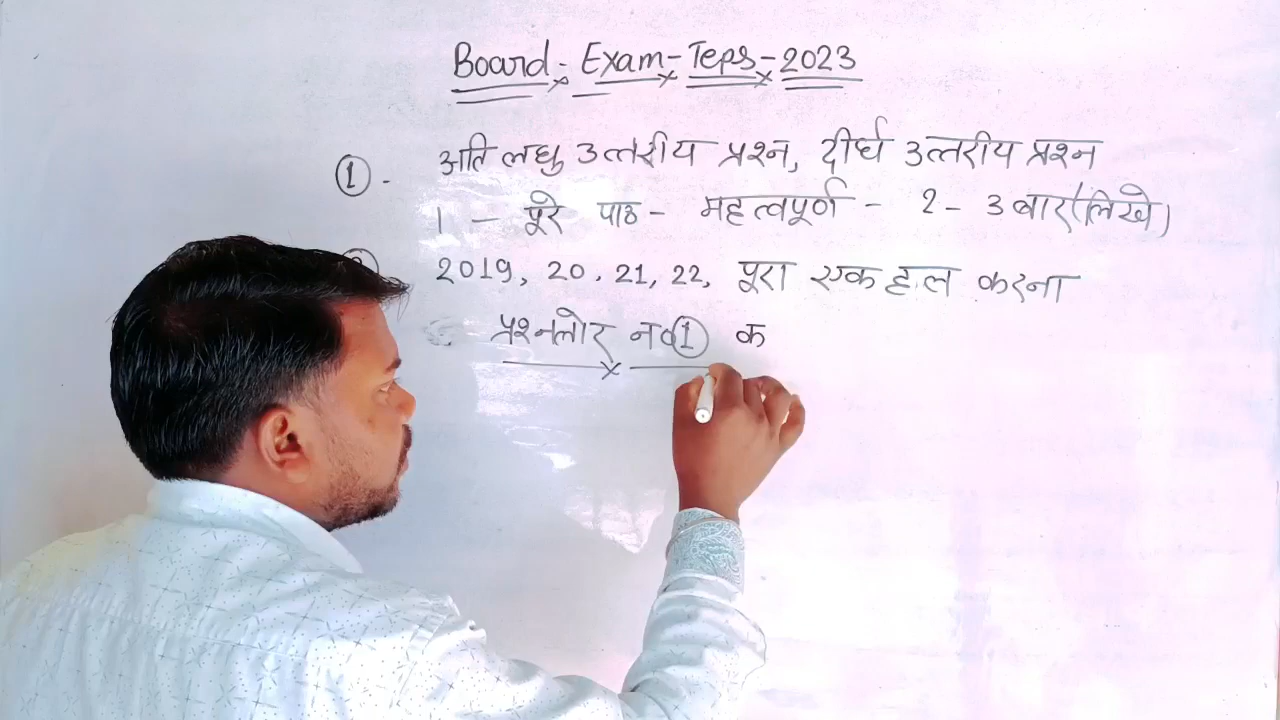 Board - Exam - Teps - 2023
① - अति लघु उत्तरीय प्रश्न, दीर्घ उत्तरीय प्रश्न
1 - पूरे पाठ - महत्वपूर्ण - 2 - 3 बार (लिखे)
2019, 20, 21, 22, पूरा एक हल करना
प्रश्नलोर नं० ① क